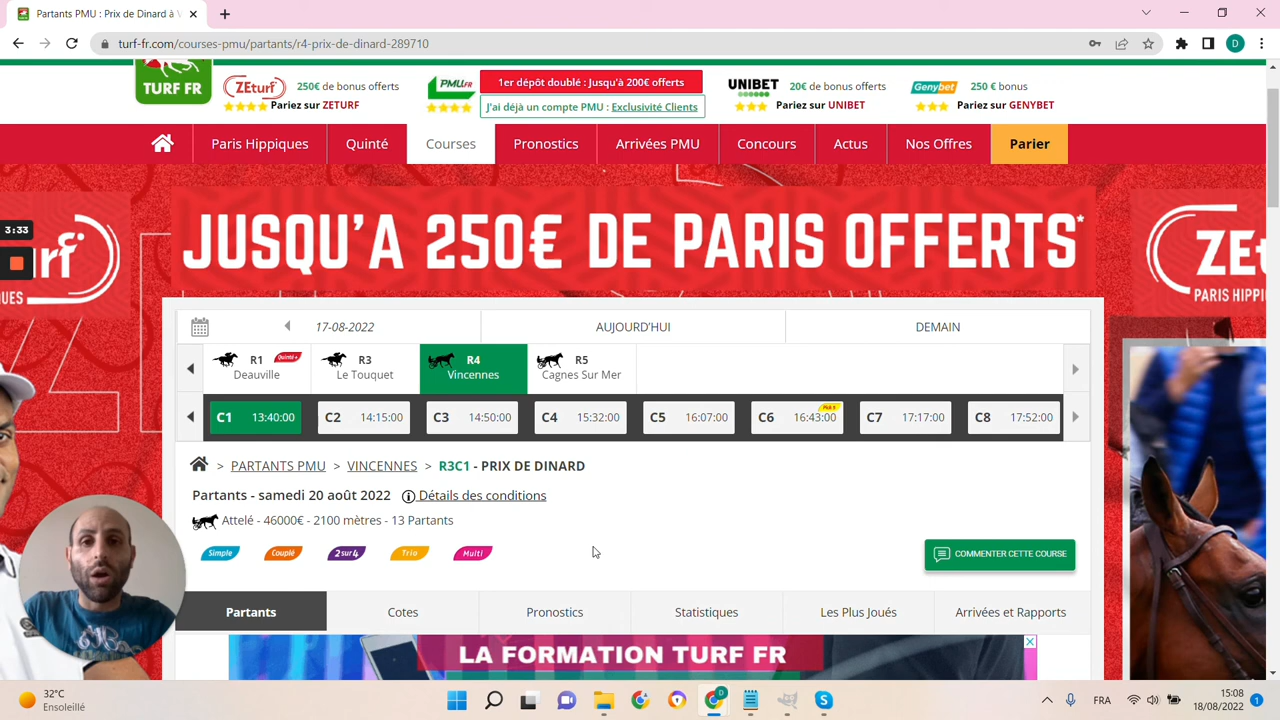 Partants PMU : Prix de Dinard à V
turf-fr.com/courses-pmu/partants/r4-prix-de-dinard-289710
D
TURF FR
ZEturf
250€ de bonus offerts
Pariez sur ZETURF
PMU.FR
1er dépôt doublé : Jusqu'à 200€ offerts
J'ai déjà un compte PMU : Exclusivité Clients
UNIBET
20€ de bonus offerts
Pariez sur UNIBET
Genybet
250 € bonus
Pariez sur GENYBET
Paris Hippiques
Quinté
Courses
Pronostics
Arrivées PMU
Concours
Actus
Nos Offres
Parier
3:33
JUSQU'A 250€ DE PARIS OFFERTS*
turf
IQUES
ZEt
PARIS HIPPI
17-08-2022
AUJOURD'HUI
DEMAIN
R1 Quinté+
Deauville
R3
Le Touquet
R4
Vincennes
R5
Cagnes Sur Mer
C1 13:40:00
C2 14:15:00
C3 14:50:00
C4 15:32:00
C5 16:07:00
C6 16:43:00
C7 17:17:00
C8 17:52:00
> PARTANTS PMU > VINCENNES > R3C1 - PRIX DE DINARD
Partants - samedi 20 août 2022 Détails des conditions
Attelé - 46000€ - 2100 mètres - 13 Partants
Simple
Couplé
2sur4
Trio
Multi
COMMENTER CETTE COURSE
Partants
Cotes
Pronostics
Statistiques
Les Plus Joués
Arrivées et Rapports
LA FORMATION TURF FR
32°C
Ensoleillé
D
FRA
15:08
18/08/2022
1